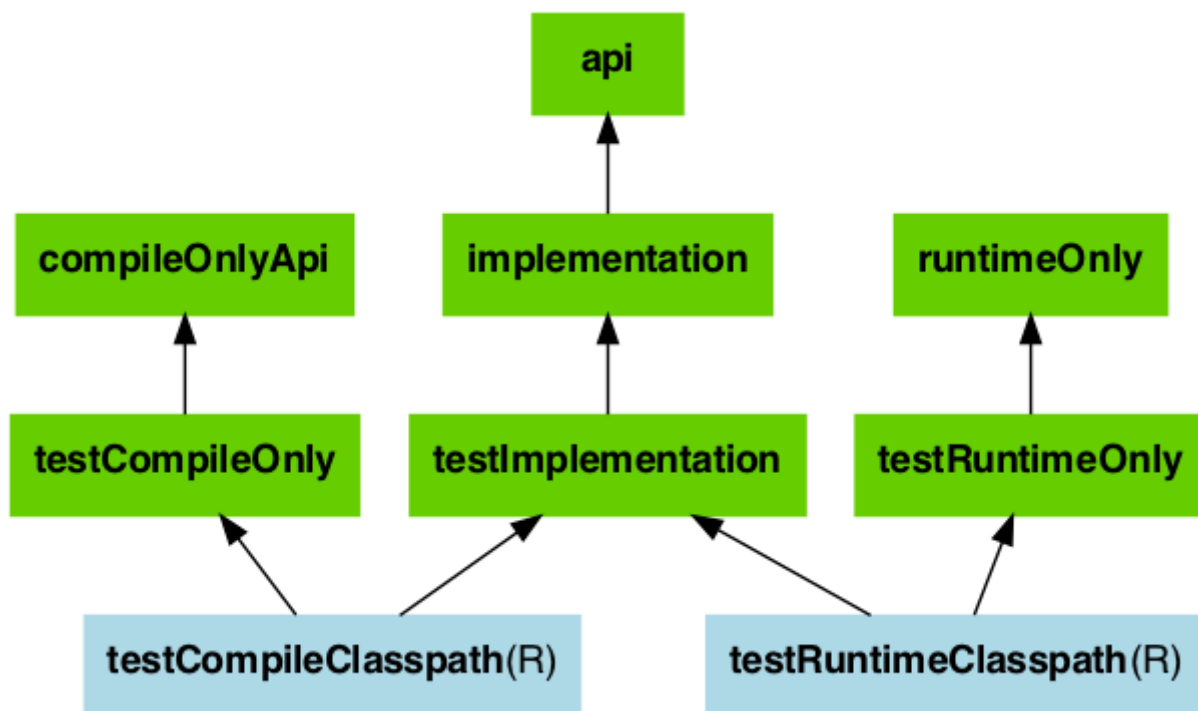 api
compileOnlyApi
implementation
runtimeOnly
testCompileOnly
testImplementation
testRuntimeOnly
testCompileClasspath(R)
testRuntimeClasspath(R)